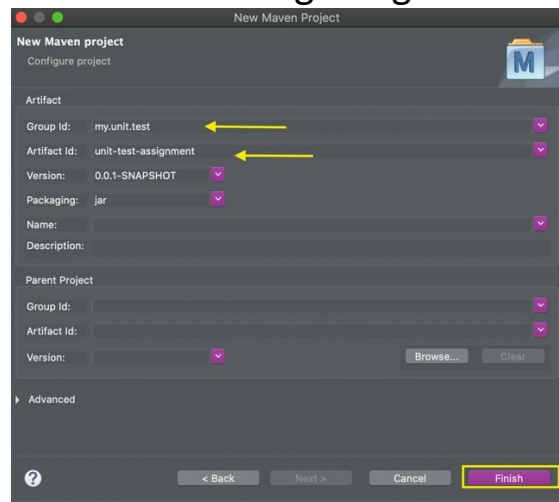 New Maven Project
New Maven project
Configure project
M
Artifact
Group Id: my.unit.test
Artifact Id: unit-test-assignment
Version: 0.0.1-SNAPSHOT
Packaging: jar
Name:
Description:
Parent Project
Group Id:
Artifact Id:
Version: Browse... Clear
Advanced
? < Back Next > Cancel Finish